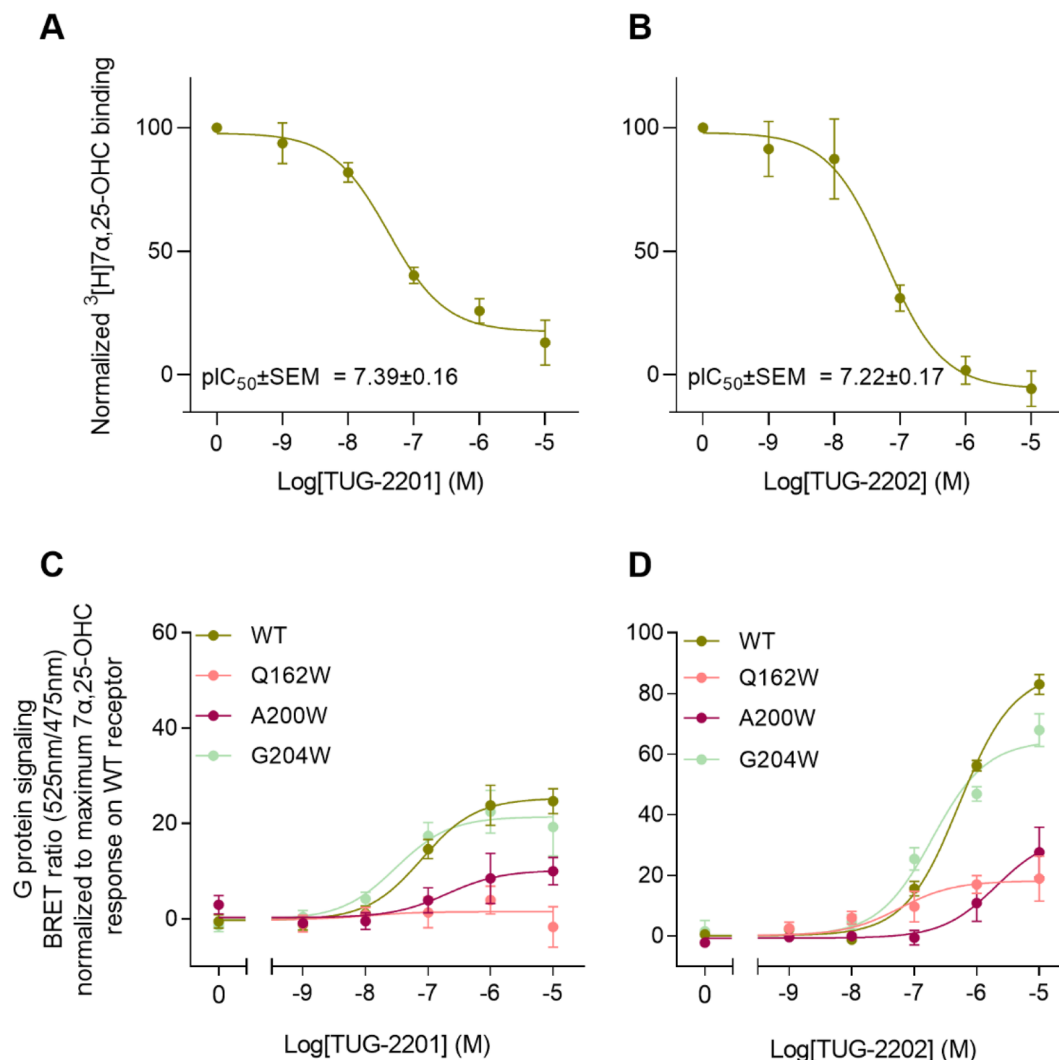 A
B
Normalized ³[H]7α,25-OHC binding
100
50
0
pIC₅₀±SEM = 7.39±0.16
0 -9 -8 -7 -6 -5
Log[TUG-2201] (M)
100
50
0
pIC₅₀±SEM = 7.22±0.17
0 -9 -8 -7 -6 -5
Log[TUG-2202] (M)
C
D
G protein signaling
BRET ratio (525nm/475nm)
normalized to maximum 7α,25-OHC
response on WT receptor
60
40
20
0
WT
Q162W
A200W
G204W
0 -9 -8 -7 -6 -5
Log[TUG-2201] (M)
100
80
60
40
20
0
WT
Q162W
A200W
G204W
0 -9 -8 -7 -6 -5
Log[TUG-2202] (M)